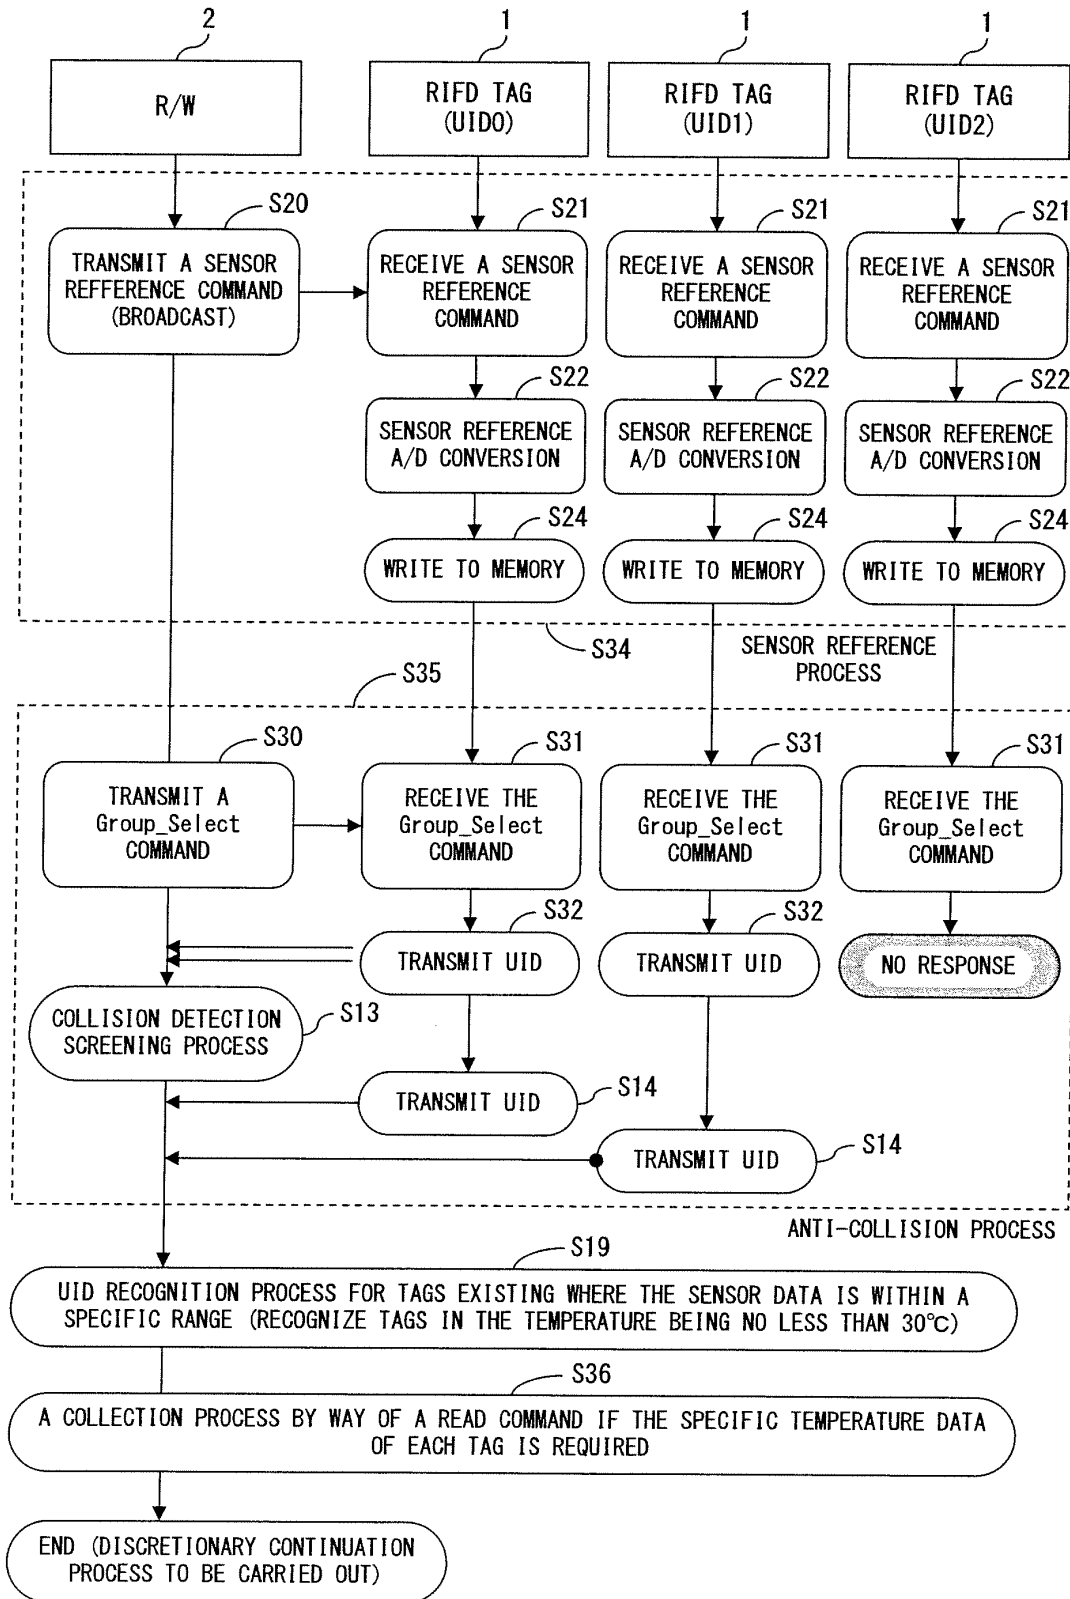 2
1
1
1
R/W
RIFD TAG
(UID0)
RIFD TAG
(UID1)
RIFD TAG
(UID2)
S20
S21
S21
S21
TRANSMIT A SENSOR
REFFERENCE COMMAND
(BROADCAST)
RECEIVE A SENSOR
REFERENCE
COMMAND
RECEIVE A SENSOR
REFERENCE
COMMAND
RECEIVE A SENSOR
REFERENCE
COMMAND
S22
S22
S22
SENSOR REFERENCE
A/D CONVERSION
SENSOR REFERENCE
A/D CONVERSION
SENSOR REFERENCE
A/D CONVERSION
S24
S24
S24
WRITE TO MEMORY
WRITE TO MEMORY
WRITE TO MEMORY
S34
SENSOR REFERENCE
PROCESS
S35
S30
S31
S31
S31
TRANSMIT A
Group_Select
COMMAND
RECEIVE THE
Group_Select
COMMAND
RECEIVE THE
Group_Select
COMMAND
RECEIVE THE
Group_Select
COMMAND
S32
S32
TRANSMIT UID
TRANSMIT UID
NO RESPONSE
S13
COLLISION DETECTION
SCREENING PROCESS
TRANSMIT UID
S14
TRANSMIT UID
S14
ANTI-COLLISION PROCESS
S19
UID RECOGNITION PROCESS FOR TAGS EXISTING WHERE THE SENSOR DATA IS WITHIN A
SPECIFIC RANGE (RECOGNIZE TAGS IN THE TEMPERATURE BEING NO LESS THAN 30℃)
S36
A COLLECTION PROCESS BY WAY OF A READ COMMAND IF THE SPECIFIC TEMPERATURE DATA
OF EACH TAG IS REQUIRED
END (DISCRETIONARY CONTINUATION
PROCESS TO BE CARRIED OUT)